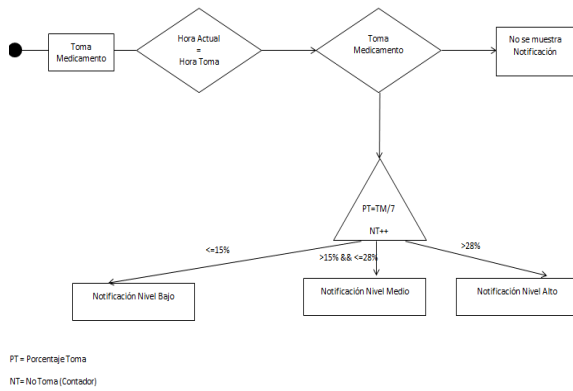 Toma
Medicamento
Hora Actual
=
Hora Toma
Toma
Medicamento
No se muestra
Notificación
PT=TM/7
NT++
<=15%
>15% && <=28%
>28%
Notificación Nivel Bajo
Notificación Nivel Medio
Notificación Nivel Alto
PT = Porcentaje Toma
NT= No Toma (Contador)